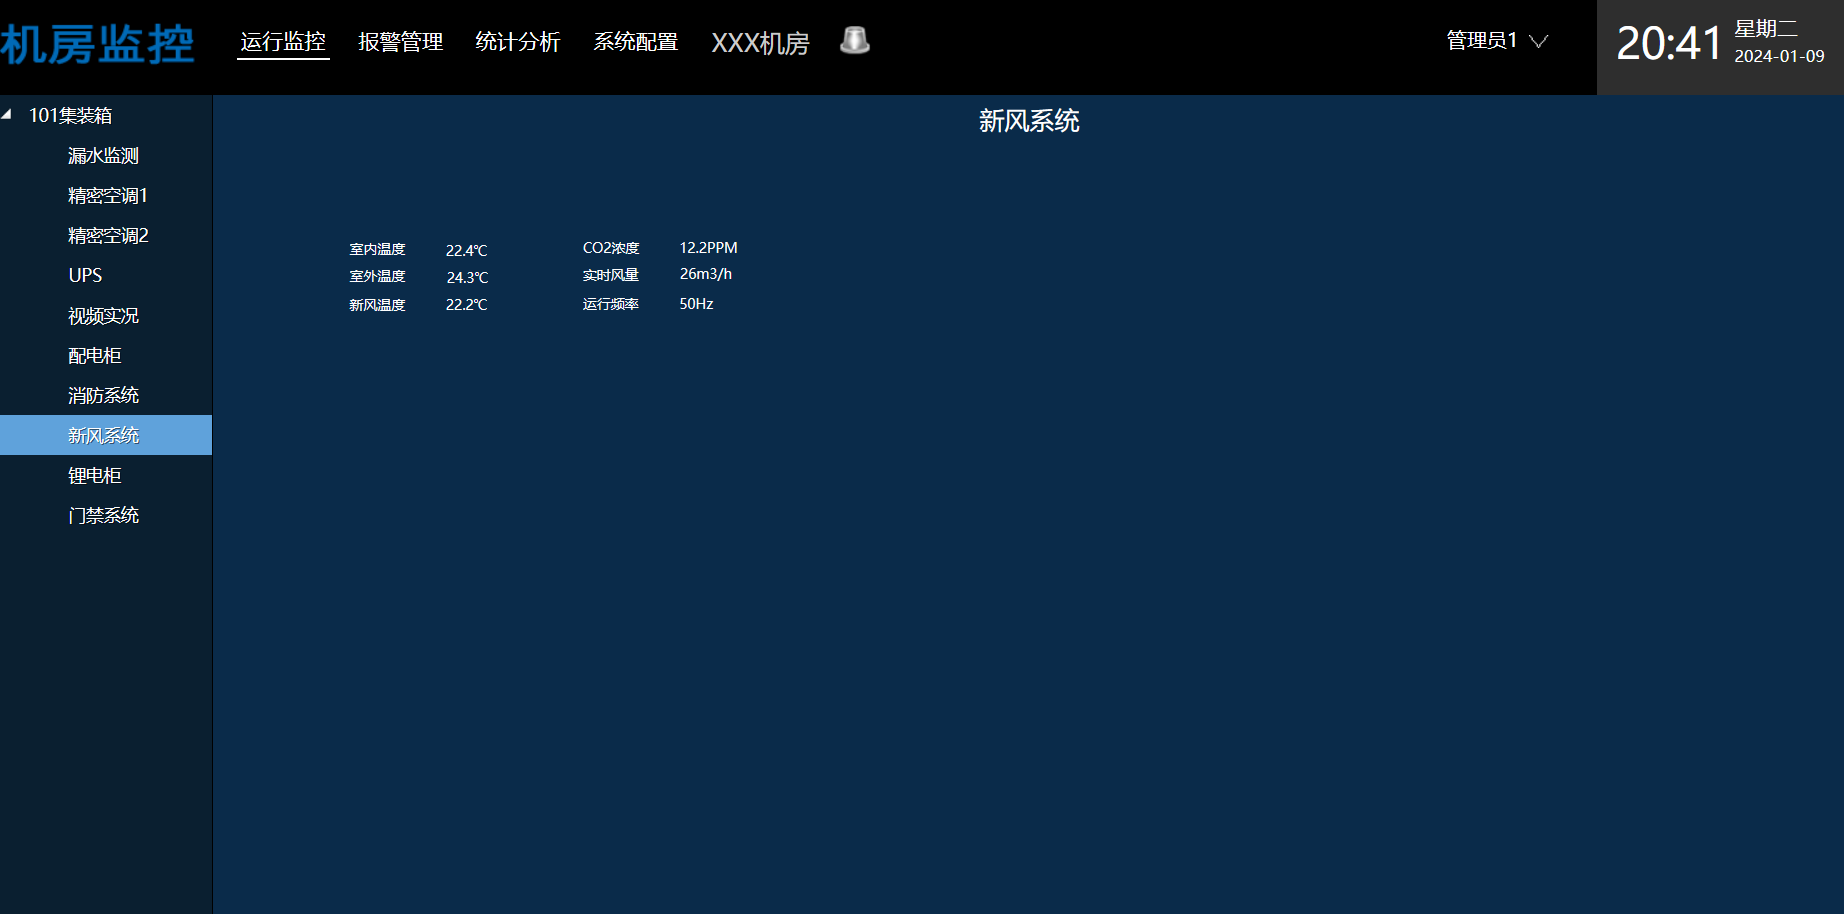 机房监控
运行监控 报警管理 统计分析 系统配置 XXX机房
管理员1
20:41
星期二
2024-01-09
101集装箱
漏水监测
精密空调1
精密空调2
UPS
视频实况
配电柜
消防系统
新风系统
锂电柜
门禁系统
新风系统
室内温度 22.4℃ CO2浓度 12.2PPM
室外温度 24.3℃ 实时风量 26m3/h
新风温度 22.2℃ 运行频率 50Hz